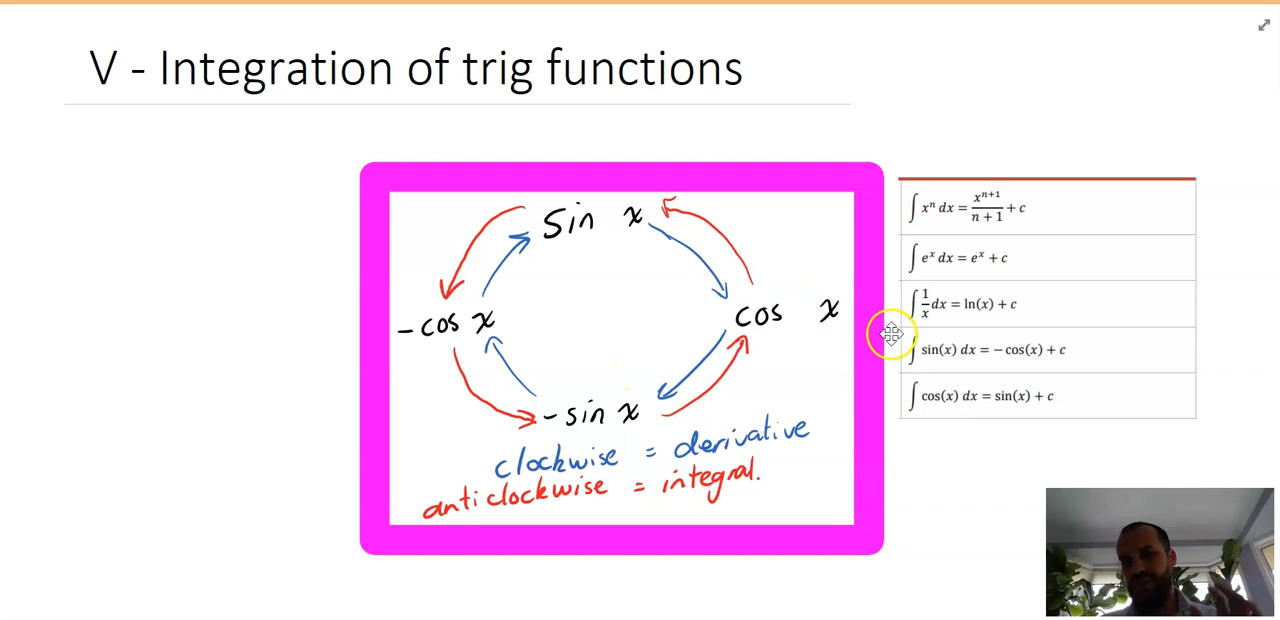 V - Integration of trig functions
sin x
cos x
- sin x
- cos x
clockwise = derivative
anticlockwise = integral.
∫ xⁿ dx = xⁿ⁺¹/(n + 1) + c
∫ eˣ dx = eˣ + c
∫ 1/x dx = ln(x) + c
∫ sin(x) dx = − cos(x) + c
∫ cos(x) dx = sin(x) + c